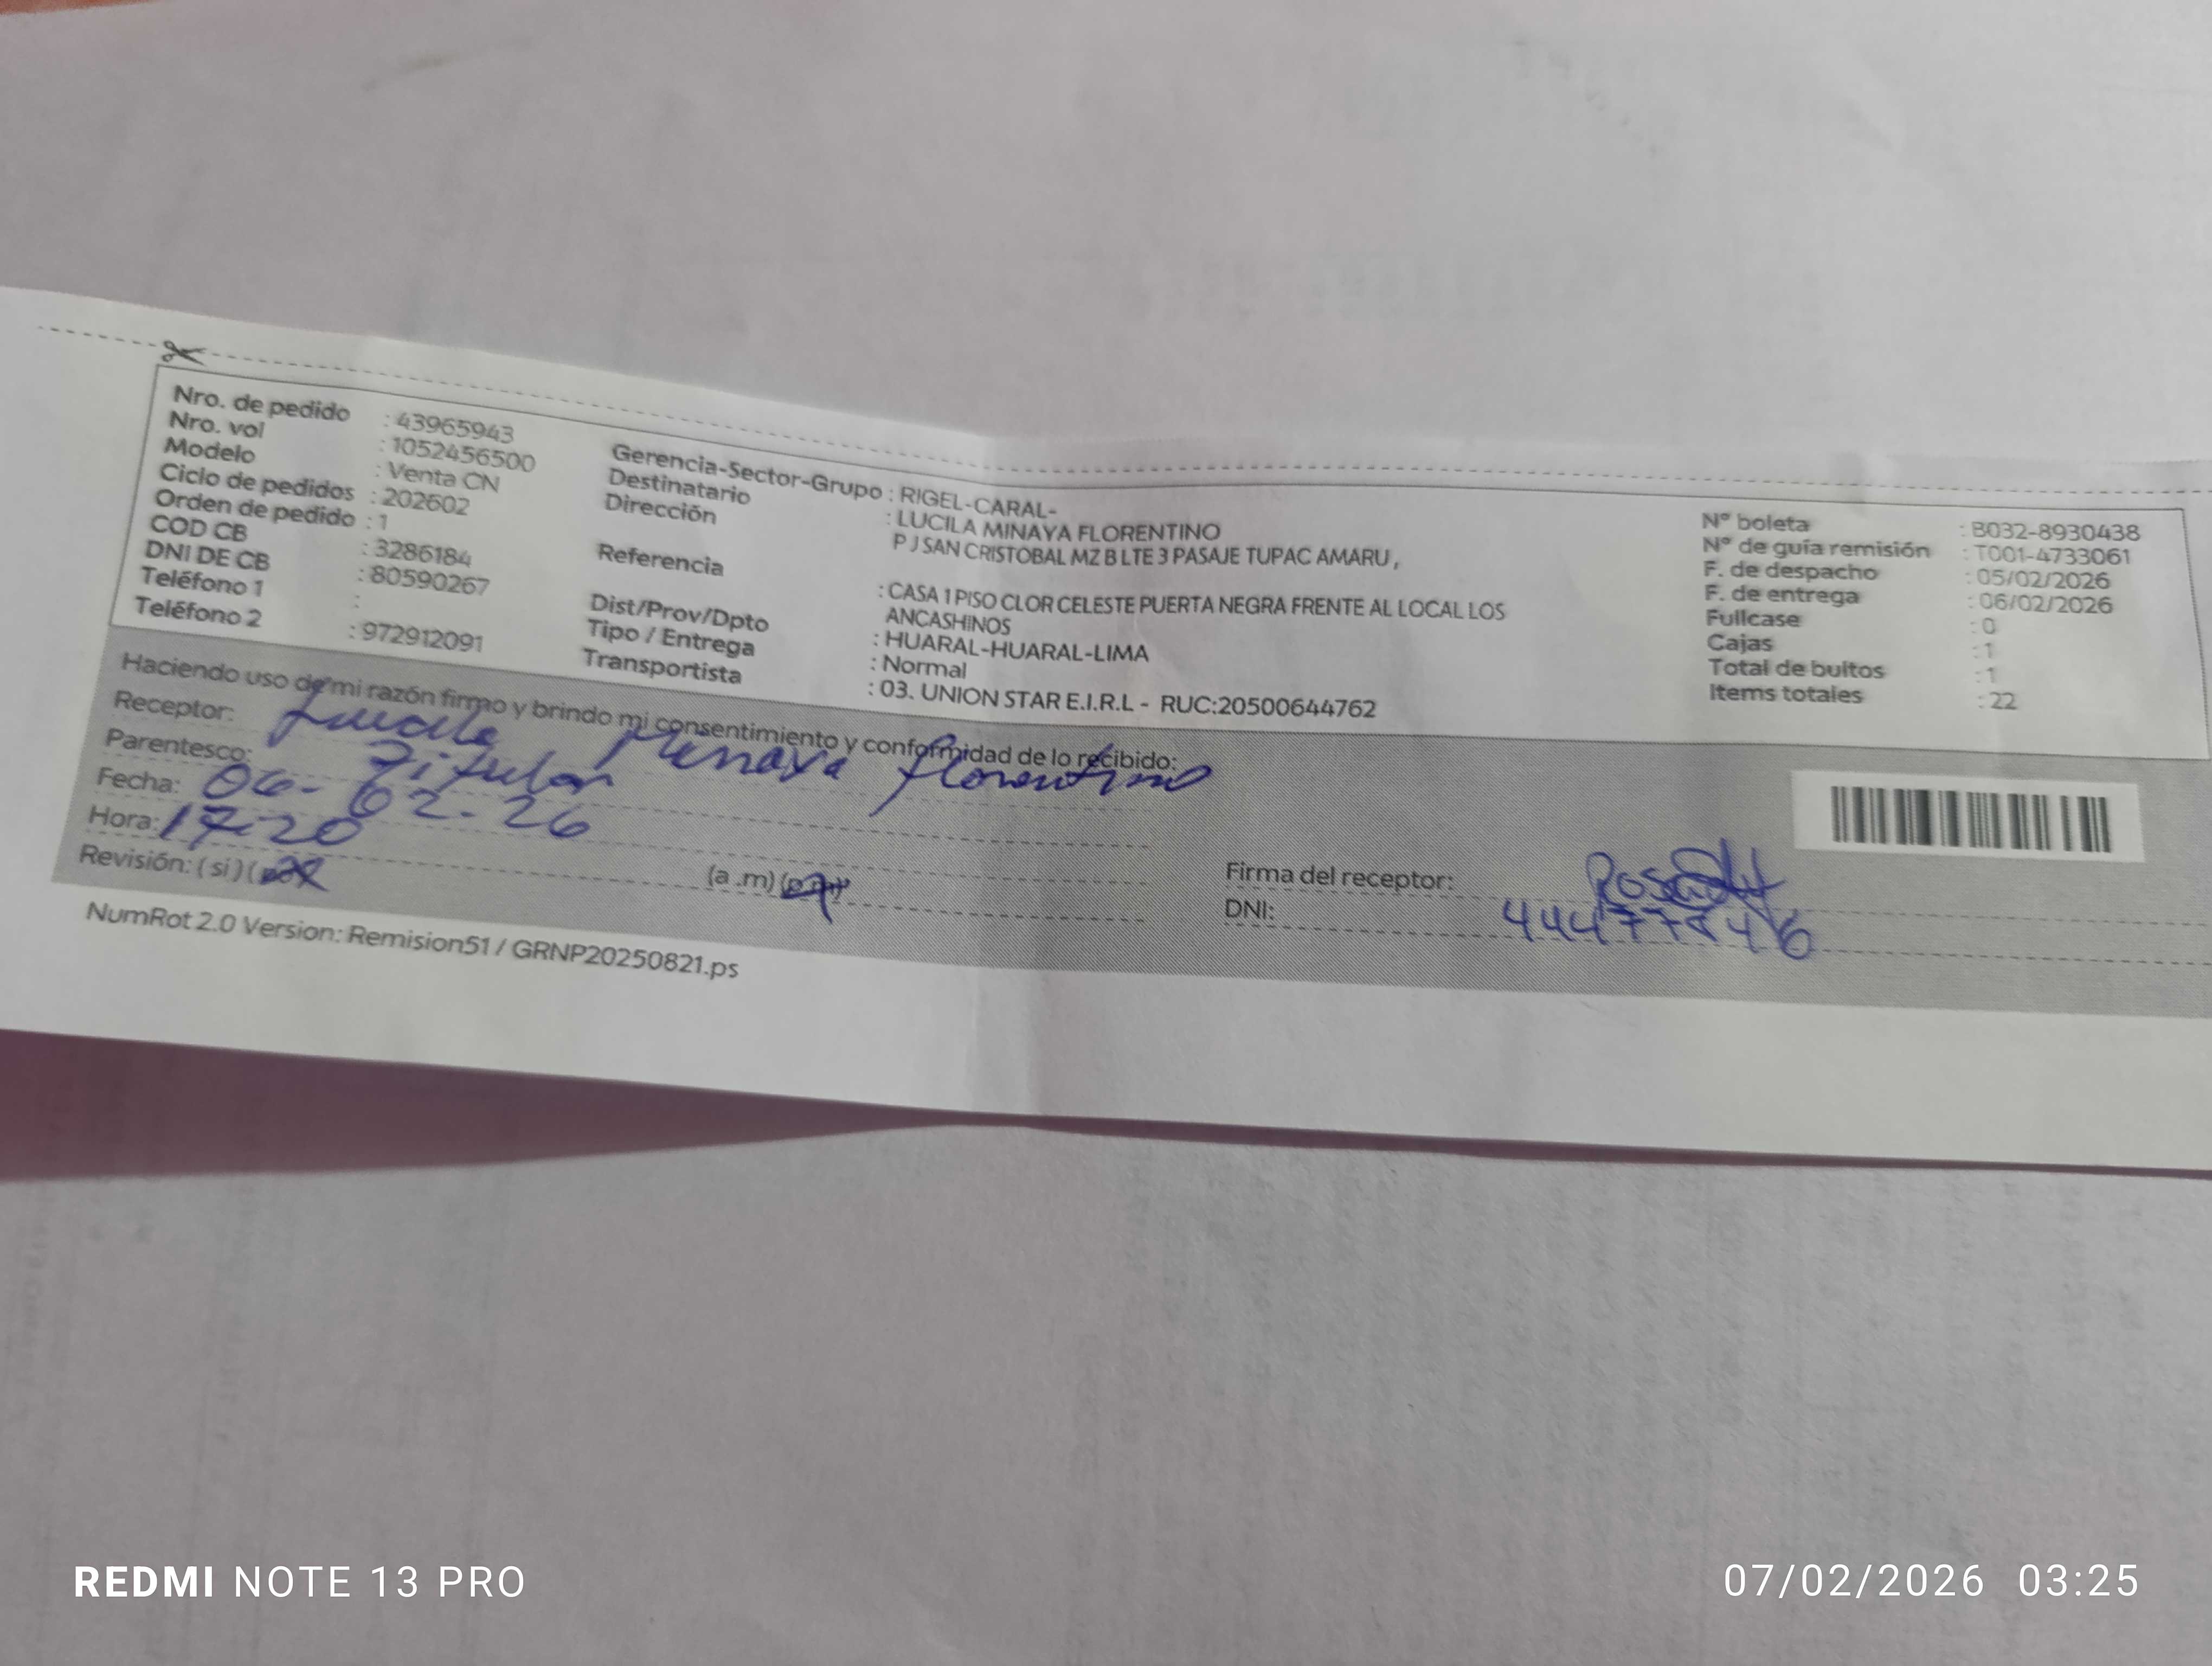 Nro. de pedido : 43965943
Nro. vol : 1052456500
Modelo : Venta CN
Ciclo de pedidos : 202602
Orden de pedido : 1
COD CB : 3286184
DNI DE CB : 80590267
Teléfono 1 :
Teléfono 2 : 972912091
Gerencia-Sector-Grupo : RIGEL-CARAL-
Destinatario : LUCILA MINAYA FLORENTINO
Dirección P J SAN CRISTOBAL MZ B LTE 3 PASAJE TUPAC AMARU ,
Referencia : CASA 1 PISO CLOR CELESTE PUERTA NEGRA FRENTE AL LOCAL LOS
ANCASHINOS
Dist/Prov/Dpto : HUARAL-HUARAL-LIMA
Tipo / Entrega : Normal
Transportista : 03. UNION STAR E.I.R.L - RUC:20500644762
N° boleta : B032-8930438
N° de guía remisión : T001-4733061
F. de despacho : 05/02/2026
F. de entrega : 06/02/2026
Fullcase : 0
Cajas : 1
Total de bultos : 1
Items totales : 22
Haciendo uso de mi razón firmo y brindo mi consentimiento y conformidad de lo recibido:
Receptor: Lucila Menaya florentino
Parentesco: Titular
Fecha: 06-02-26
Hora: 17:20 (a .m) (p.m)
Revisión: ( si ) (no)
Firma del receptor:
DNI:
NumRot 2.0 Version: Remision51 / GRNP20250821.ps
REDMI NOTE 13 PRO
07/02/2026 03:25